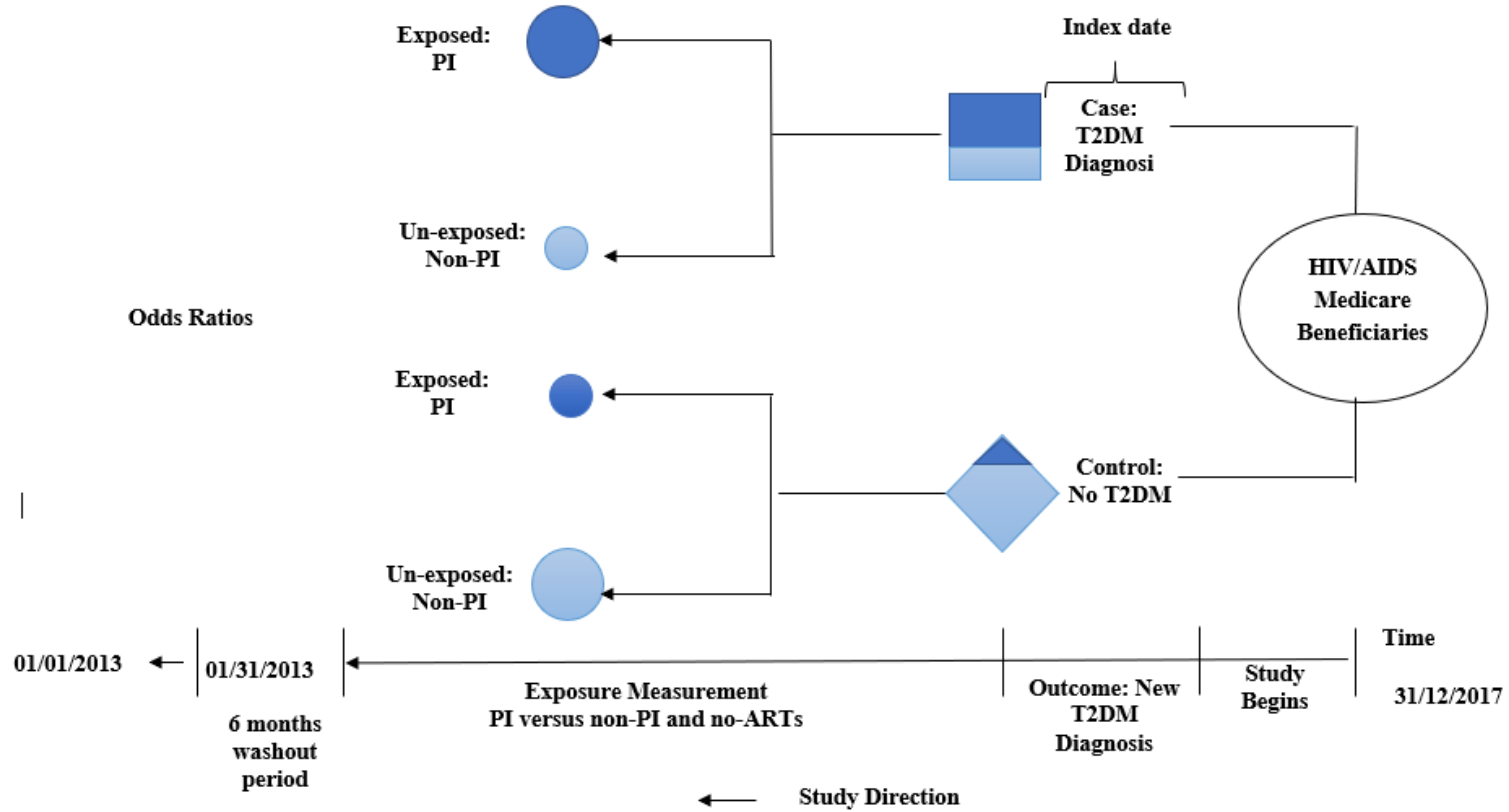 Index date
Exposed:
PI
Case:
T2DM
Diagnosi
Un-exposed:
Non-PI
HIV/AIDS
Medicare
Beneficiaries
Odds Ratios
Exposed:
PI
Control:
No T2DM
Un-exposed:
Non-PI
Time
01/01/2013
01/31/2013
6 months
washout
period
Exposure Measurement
PI versus non-PI and no-ARTs
Outcome: New
T2DM
Diagnosis
Study
Begins
31/12/2017
Study Direction